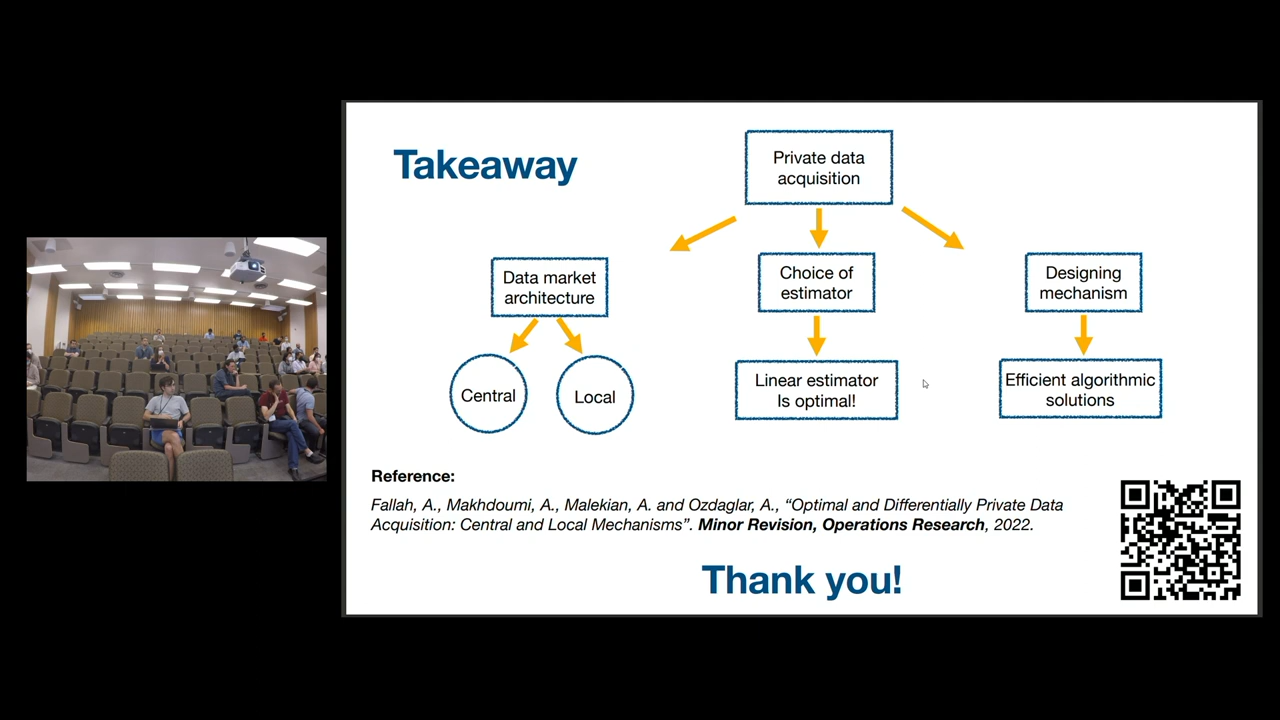 Takeaway
Private data
acquisition
Data market
architecture
Choice of
estimator
Designing
mechanism
Central
Local
Linear estimator
Is optimal!
Efficient algorithmic
solutions
Reference:
Fallah, A., Makhdoumi, A., Malekian, A. and Ozdaglar, A., “Optimal and Differentially Private Data
Acquisition: Central and Local Mechanisms”. Minor Revision, Operations Research, 2022.
Thank you!